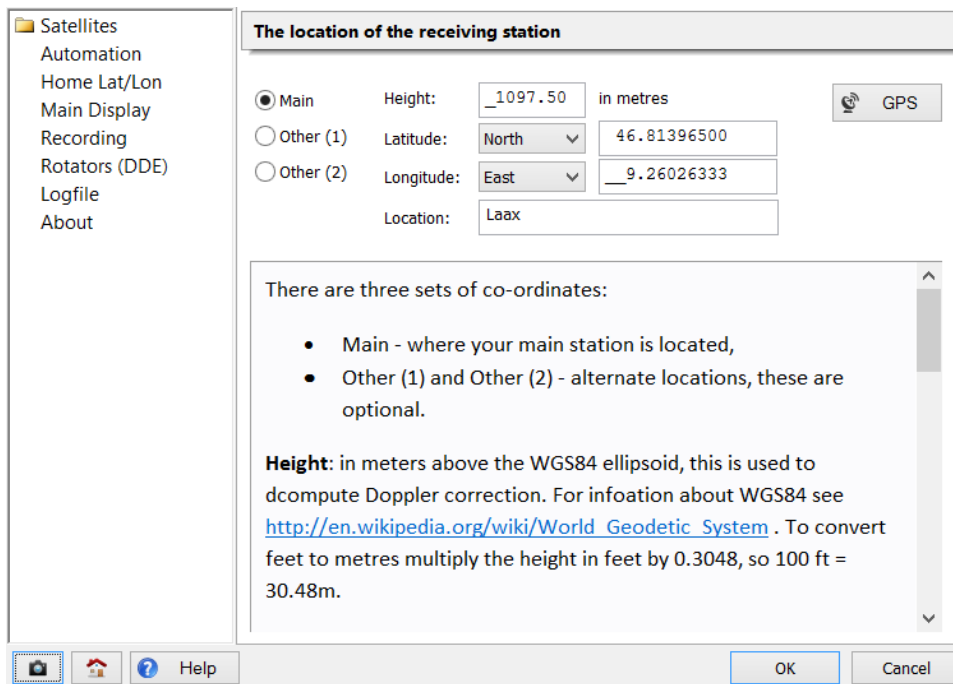 Satellites
Automation
Home Lat/Lon
Main Display
Recording
Rotators (DDE)
Logfile
About
The location of the receiving station
Main
Height:
_1097.50
in metres
GPS
Other (1)
Latitude:
North
46.81396500
Other (2)
Longitude:
East
__9.26026333
Location:
Laax
There are three sets of co-ordinates:
• Main - where your main station is located,
• Other (1) and Other (2) - alternate locations, these are
optional.
Height: in meters above the WGS84 ellipsoid, this is used to
dcompute Doppler correction. For infoation about WGS84 see
http://en.wikipedia.org/wiki/World_Geodetic_System . To convert
feet to metres multiply the height in feet by 0.3048, so 100 ft =
30.48m.
Help
OK
Cancel